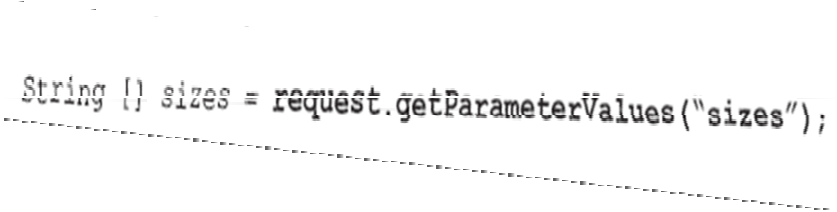 String [] sizes = request.getParameterValues("sizes");